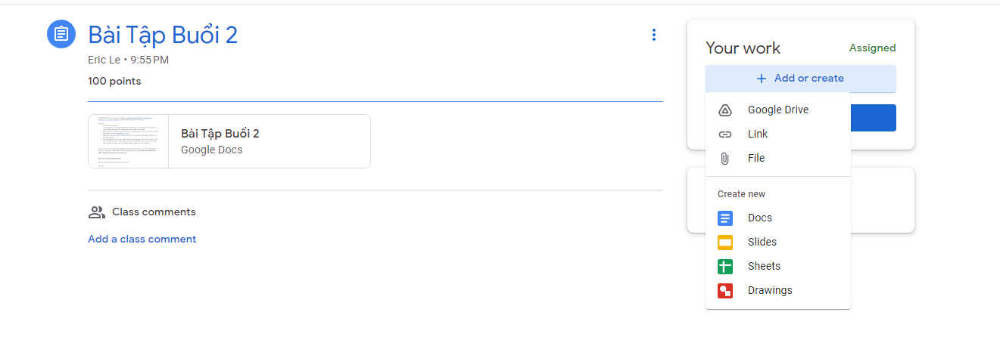 Bài Tập Buổi 2
Eric Le • 9:55 PM
100 points
Bài Tập Buổi 2
Google Docs
Class comments
Add a class comment
Your work
Assigned
Add or create
Google Drive
Link
File
Create new
Docs
Slides
Sheets
Drawings